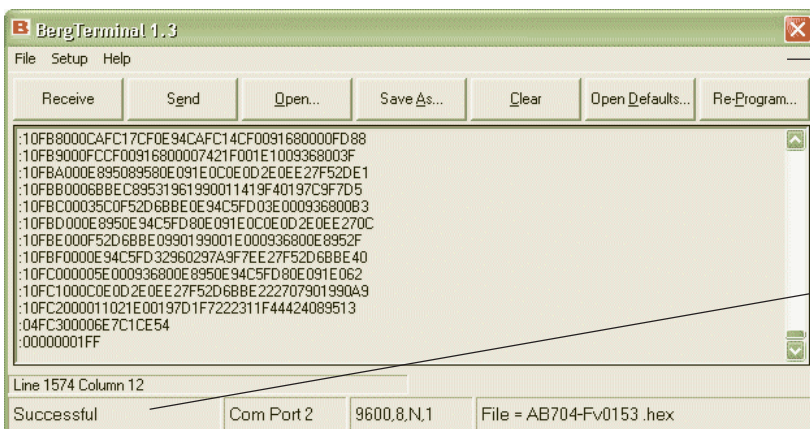 BergTerminal 1.3
File Setup Help
Receive Send Open... Save As... Clear Open Defaults... Re-Program...
:10FB8000CAFC17CF0E94CAFC14CF0091680000FD88
:10FB9000FCCF00916800007421F001E1009368003F
:10FBA000E895089580E091E0C0E0D2E0EE27F52DE1
:10FBB0006BBEC89531961990011419F40197C9F7D5
:10FBC00035C0F52D6BBE0E94C5FD03E000936800B3
:10FBD000E8950E94C5FD80E091E0C0E0D2E0EE270C
:10FBE000F52D6BBE0990199001E000936800E8952F
:10FBF0000E94C5FD32960297A9F7EE27F52D6BBE40
:10FC000005E000936800E8950E94C5FD80E091E062
:10FC1000C0E0D2E0EE27F52D6BBE222707901990A9
:10FC2000011021E00197D1F7222311F44424089513
:04FC300006E7C1CE54
:00000001FF
Line 1574 Column 12
Successful Com Port 2 9600,8,N,1 File = AB704-Fv0153 .hex